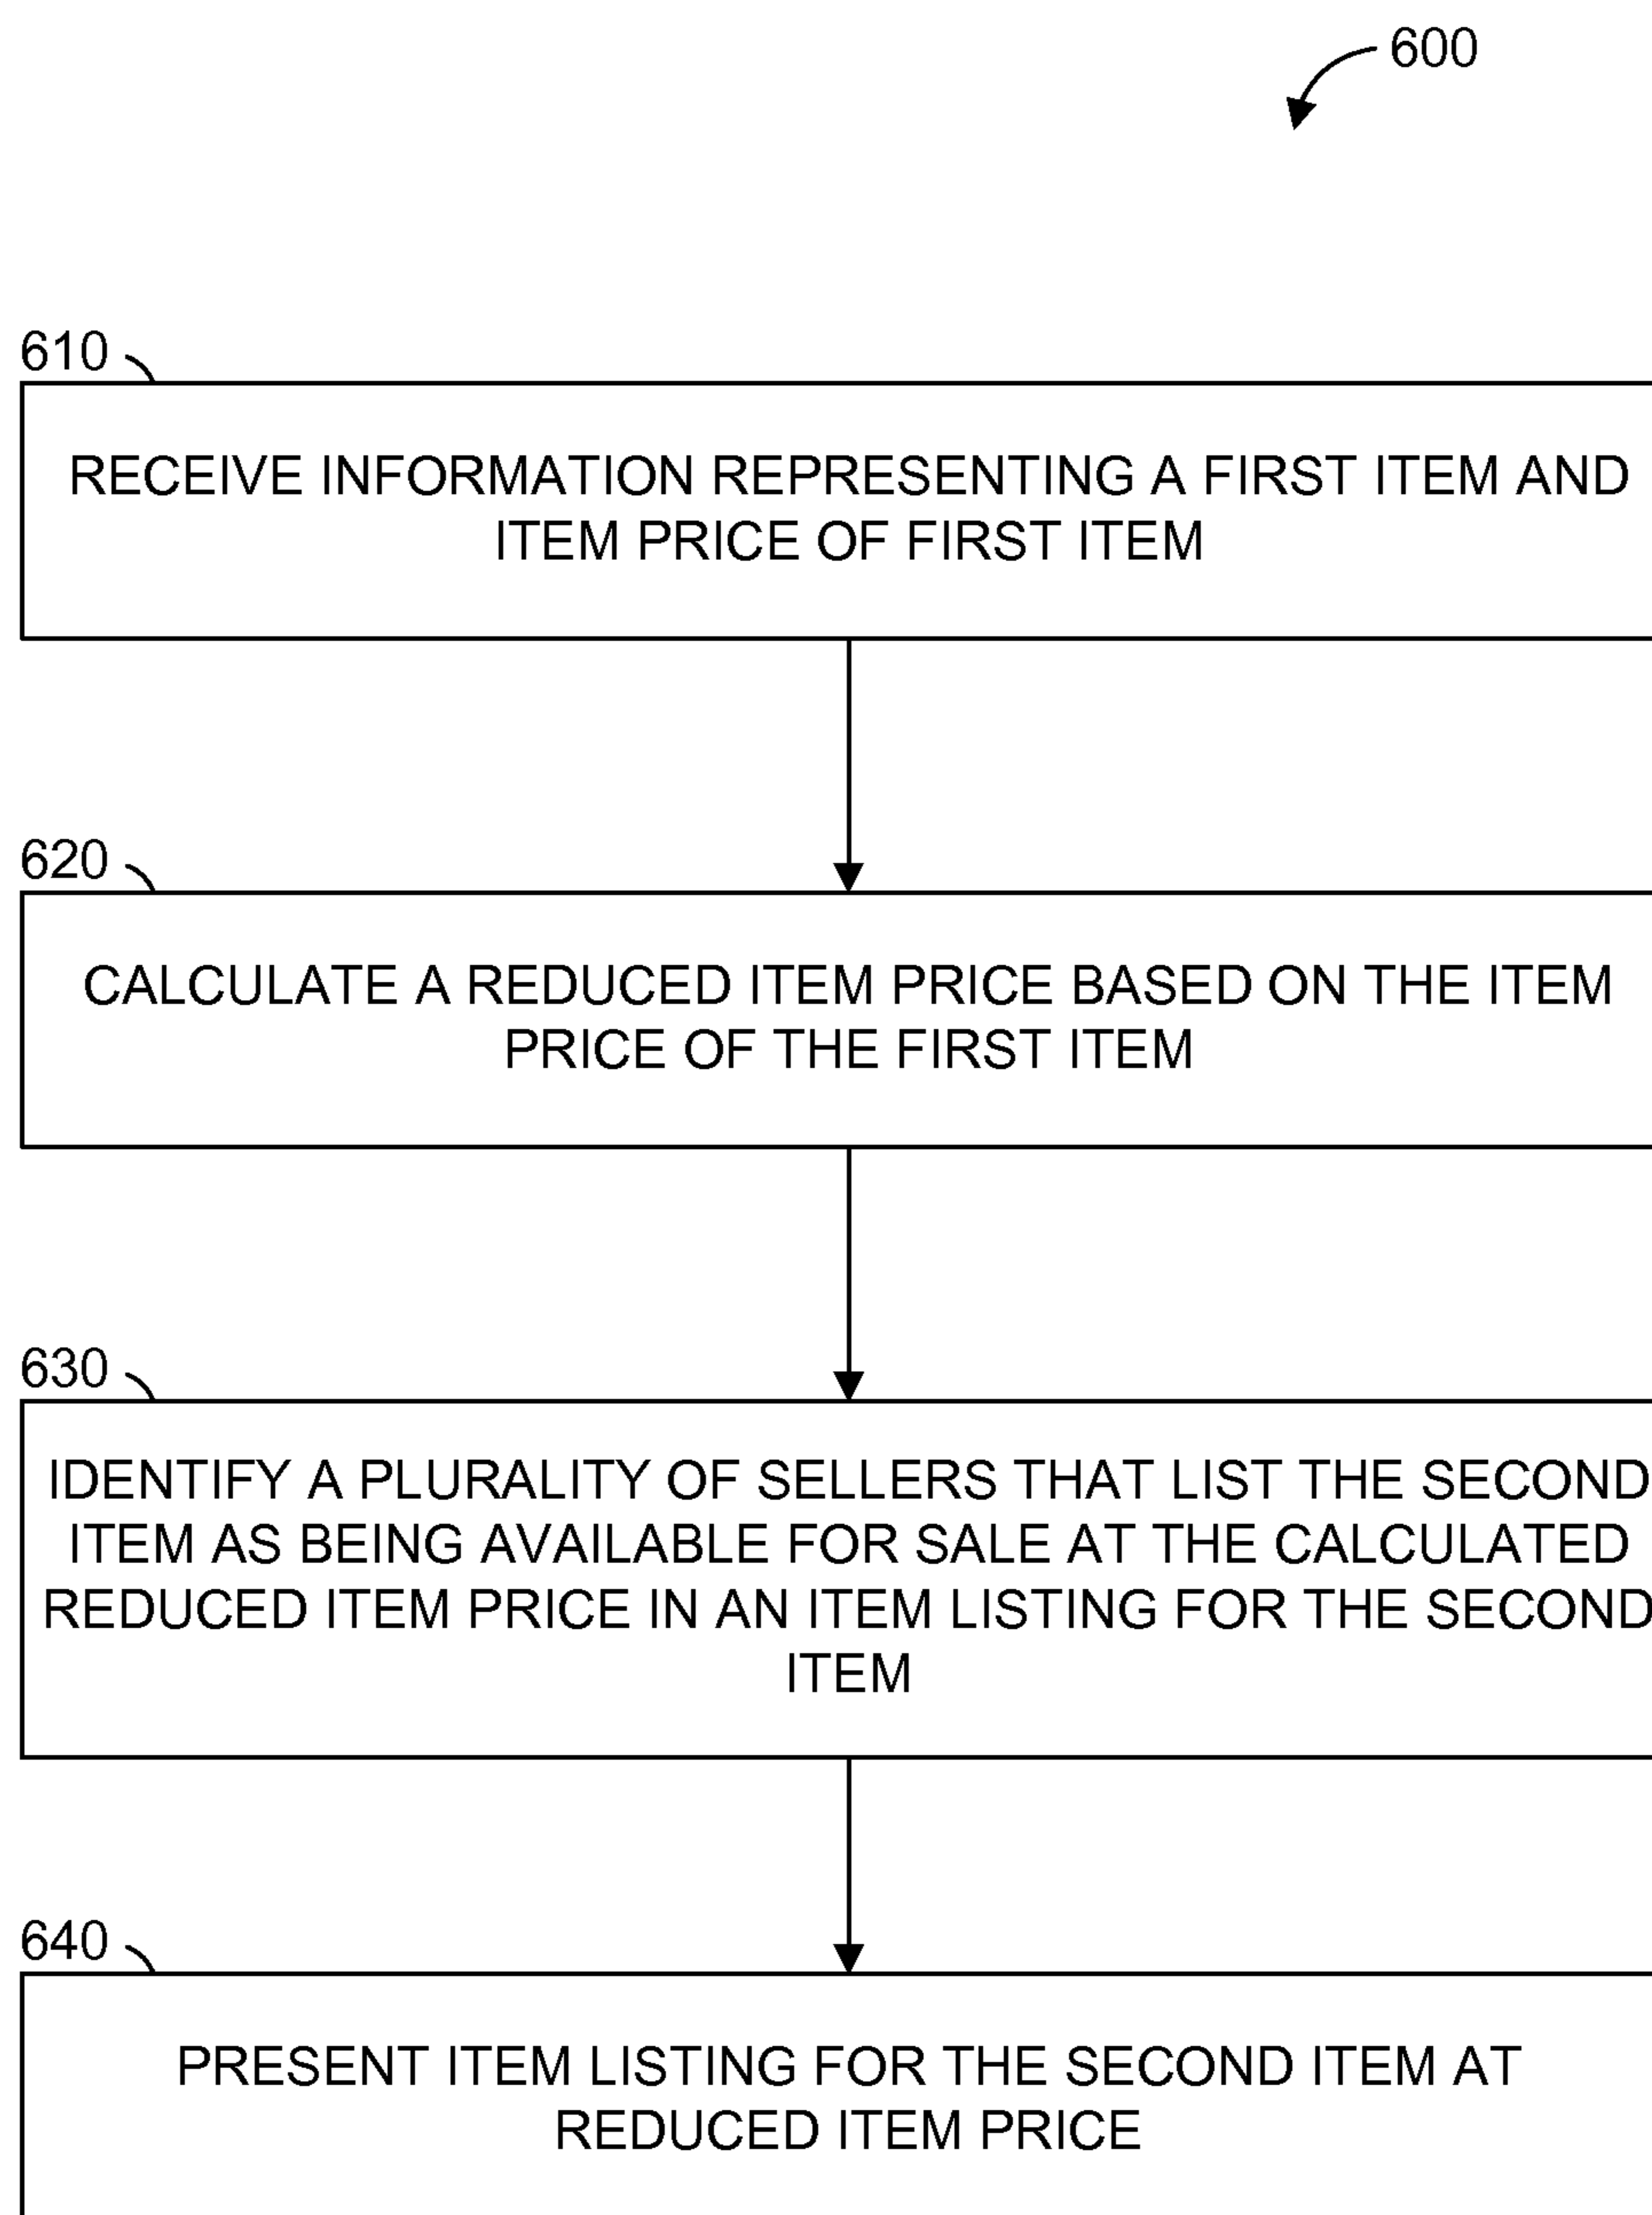 600
610
RECEIVE INFORMATION REPRESENTING A FIRST ITEM AND
ITEM PRICE OF FIRST ITEM
620
CALCULATE A REDUCED ITEM PRICE BASED ON THE ITEM
PRICE OF THE FIRST ITEM
630
IDENTIFY A PLURALITY OF SELLERS THAT LIST THE SECOND
ITEM AS BEING AVAILABLE FOR SALE AT THE CALCULATED
REDUCED ITEM PRICE IN AN ITEM LISTING FOR THE SECOND
ITEM
640
PRESENT ITEM LISTING FOR THE SECOND ITEM AT
REDUCED ITEM PRICE